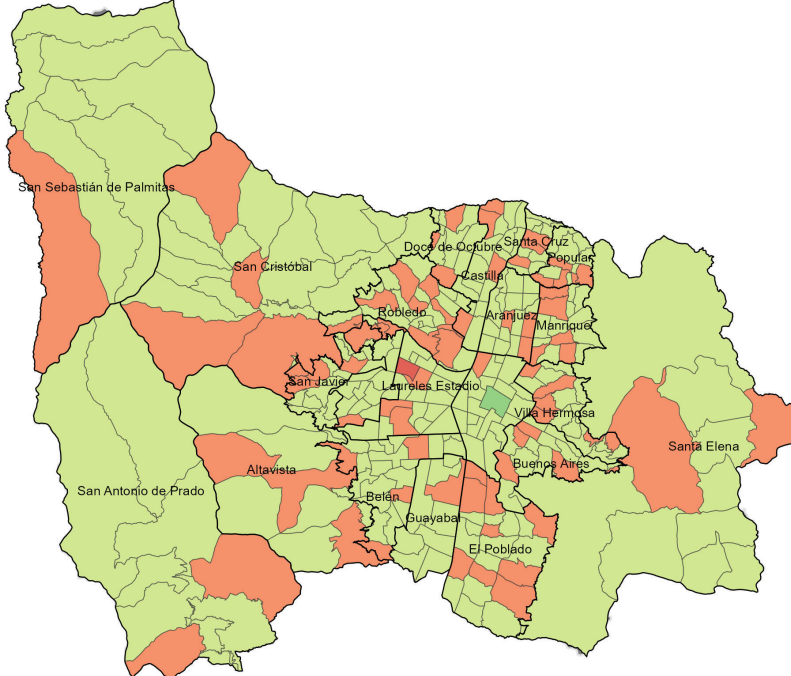 San Sebastián de Palmitas
Doce de Octubre
Santa Cruz
Popular
San Cristóbal
Castilla
Robledo
Aranjuez
Manrique
San Javier
Laureles Estadio
Villa Hermosa
Santa Elena
Buenos Aires
Altavista
San Antonio de Prado
Belén
Guayabal
El Poblado